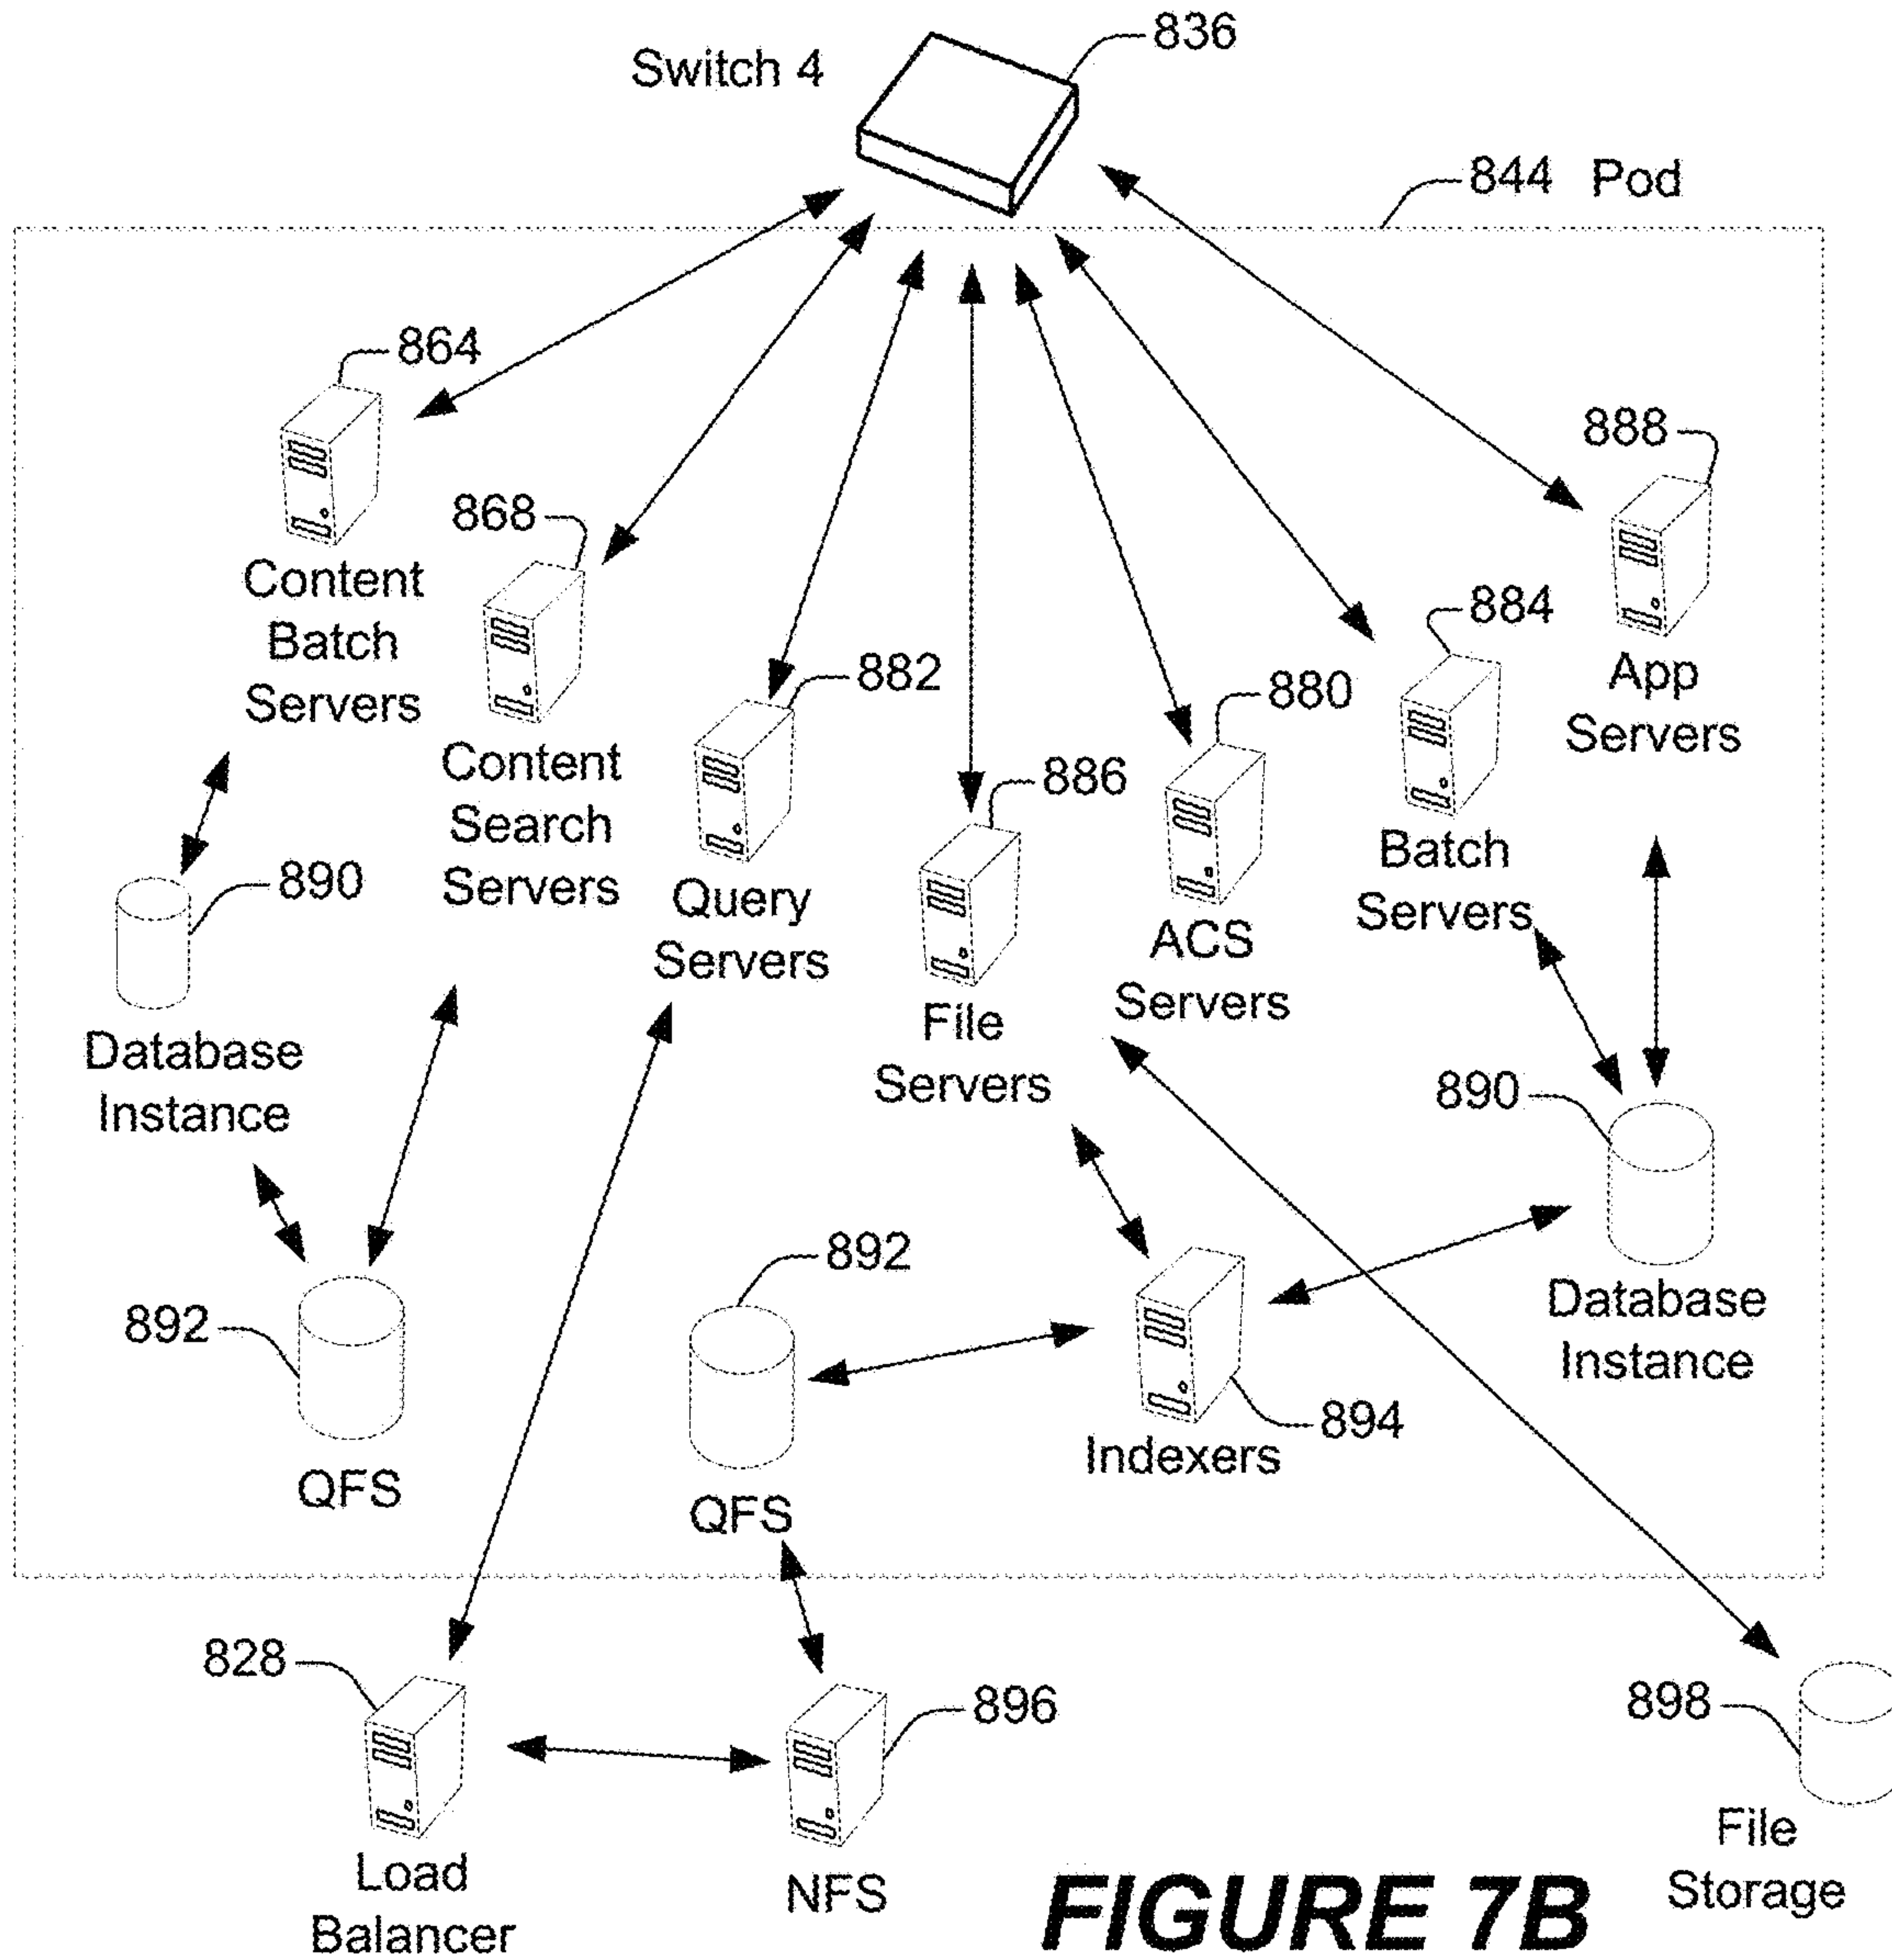 836
Switch 4
844 Pod
864
888
868
Content
Batch
Servers
884
882
880
App
Servers
Content
Search
Servers
886
Batch
Servers
890
Query
Servers
ACS
Servers
File
Servers
Database
Instance
890
892
892
Database
Instance
894
Indexers
QFS
QFS
828
896
898
File
Storage
Load
Balancer
NFS
FIGURE 7B